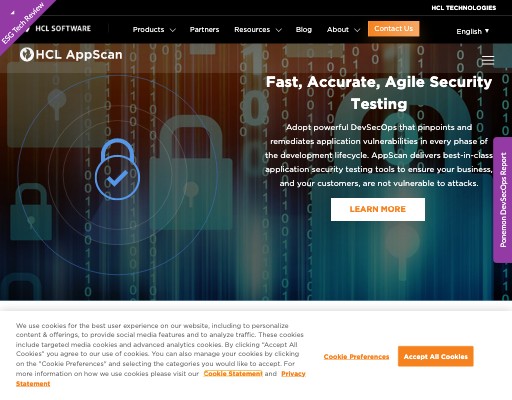 HCL TECHNOLOGIES
ESG Tech Review
HCL SOFTWARE
Products
Partners
Resources
Blog
About
Contact Us
English
HCL AppScan
Fast, Accurate, Agile Security
Testing
Adopt powerful DevSecOps that pinpoints and
remediates application vulnerabilities in every phase of
the development lifecycle. AppScan delivers best-in-class
application security testing tools to ensure your business,
and your customers, are not vulnerable to attacks.
LEARN MORE
Ponemon DevSecOps Report
We use cookies for the best user experience on our website, including to personalize
content & offerings, to provide social media features and to analyze traffic. These cookies
include targeted media cookies and advanced analytics cookies. By clicking "Accept All
Cookies" you agree to our use of cookies. You can also manage your cookies by clicking
on the "Cookie Preferences" and selecting the categories you would like to accept. For
more information on how we use cookies please visit our Cookie Statement and Privacy
Statement
Cookie Preferences
Accept All Cookies